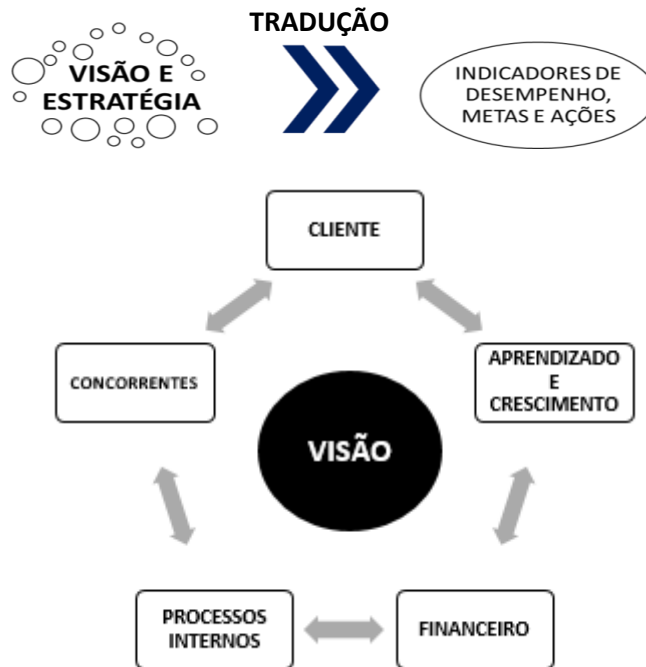 TRADUÇÃO
VISÃO E
ESTRATÉGIA
INDICADORES DE
DESEMPENHO,
METAS E AÇÕES
CLIENTE
CONCORRENTES
APRENDIZADO
E
CRESCIMENTO
VISÃO
PROCESSOS
INTERNOS
FINANCEIRO